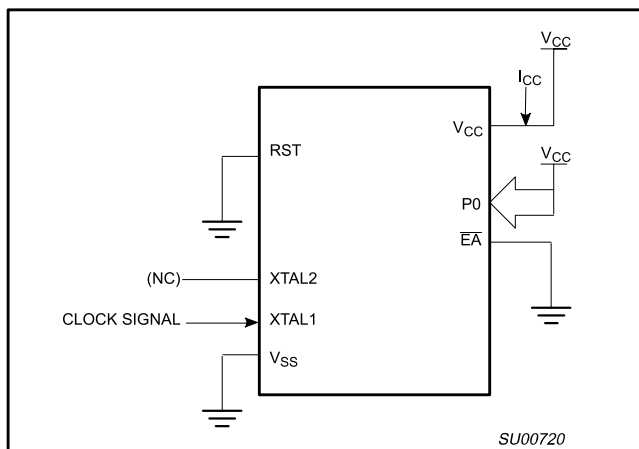 VCC
ICC
VCC
RST
VCC
P0
EA
(NC)
XTAL2
CLOCK SIGNAL
XTAL1
VSS
SU00720